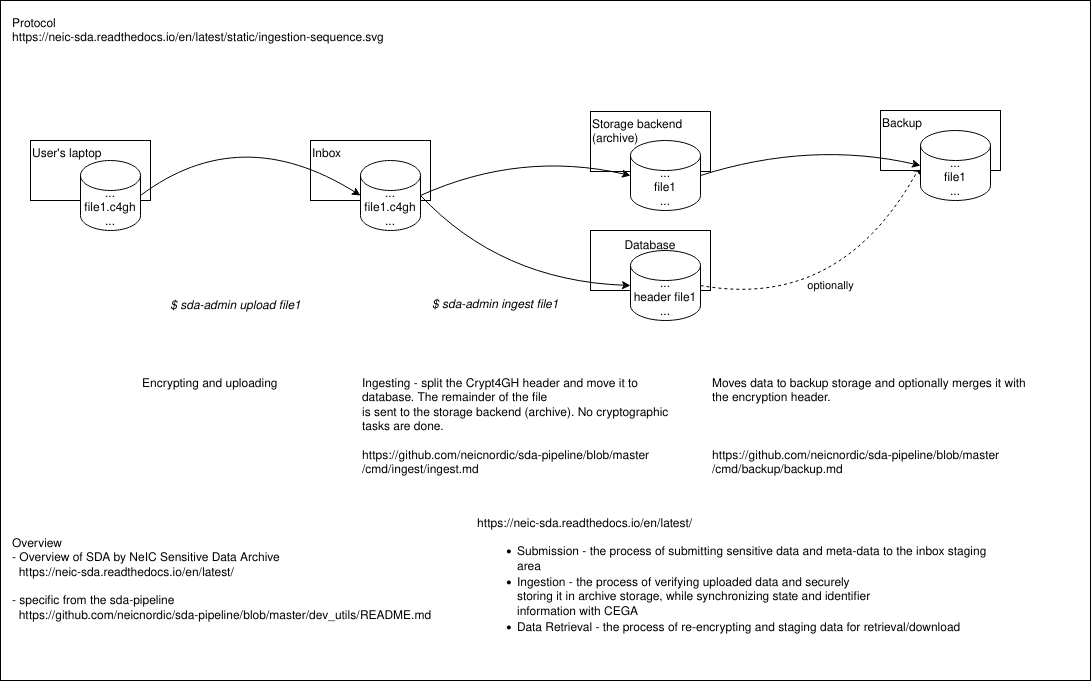 Protocol
https://neic-sda.readthedocs.io/en/latest/static/ingestion-sequence.svg
User's laptop
...
file1.c4gh
...
Inbox
...
file1.c4gh
...
Storage backend
(archive)
...
file1
...
Backup
...
file1
...
Database
...
header file1
...
optionally
$ sda-admin upload file1
$ sda-admin ingest file1
Encrypting and uploading
Ingesting - split the Crypt4GH header and move it to
database. The remainder of the file
is sent to the storage backend (archive). No cryptographic
tasks are done.
https://github.com/neicnordic/sda-pipeline/blob/master
/cmd/ingest/ingest.md
Moves data to backup storage and optionally merges it with
the encryption header.
https://github.com/neicnordic/sda-pipeline/blob/master
/cmd/backup/backup.md
Overview
- Overview of SDA by NeIC Sensitive Data Archive
https://neic-sda.readthedocs.io/en/latest/
- specific from the sda-pipeline
https://github.com/neicnordic/sda-pipeline/blob/master/dev_utils/README.md
https://neic-sda.readthedocs.io/en/latest/
• Submission - the process of submitting sensitive data and meta-data to the inbox staging
area
• Ingestion - the process of verifying uploaded data and securely
storing it in archive storage, while synchronizing state and identifier
information with CEGA
• Data Retrieval - the process of re-encrypting and staging data for retrieval/download